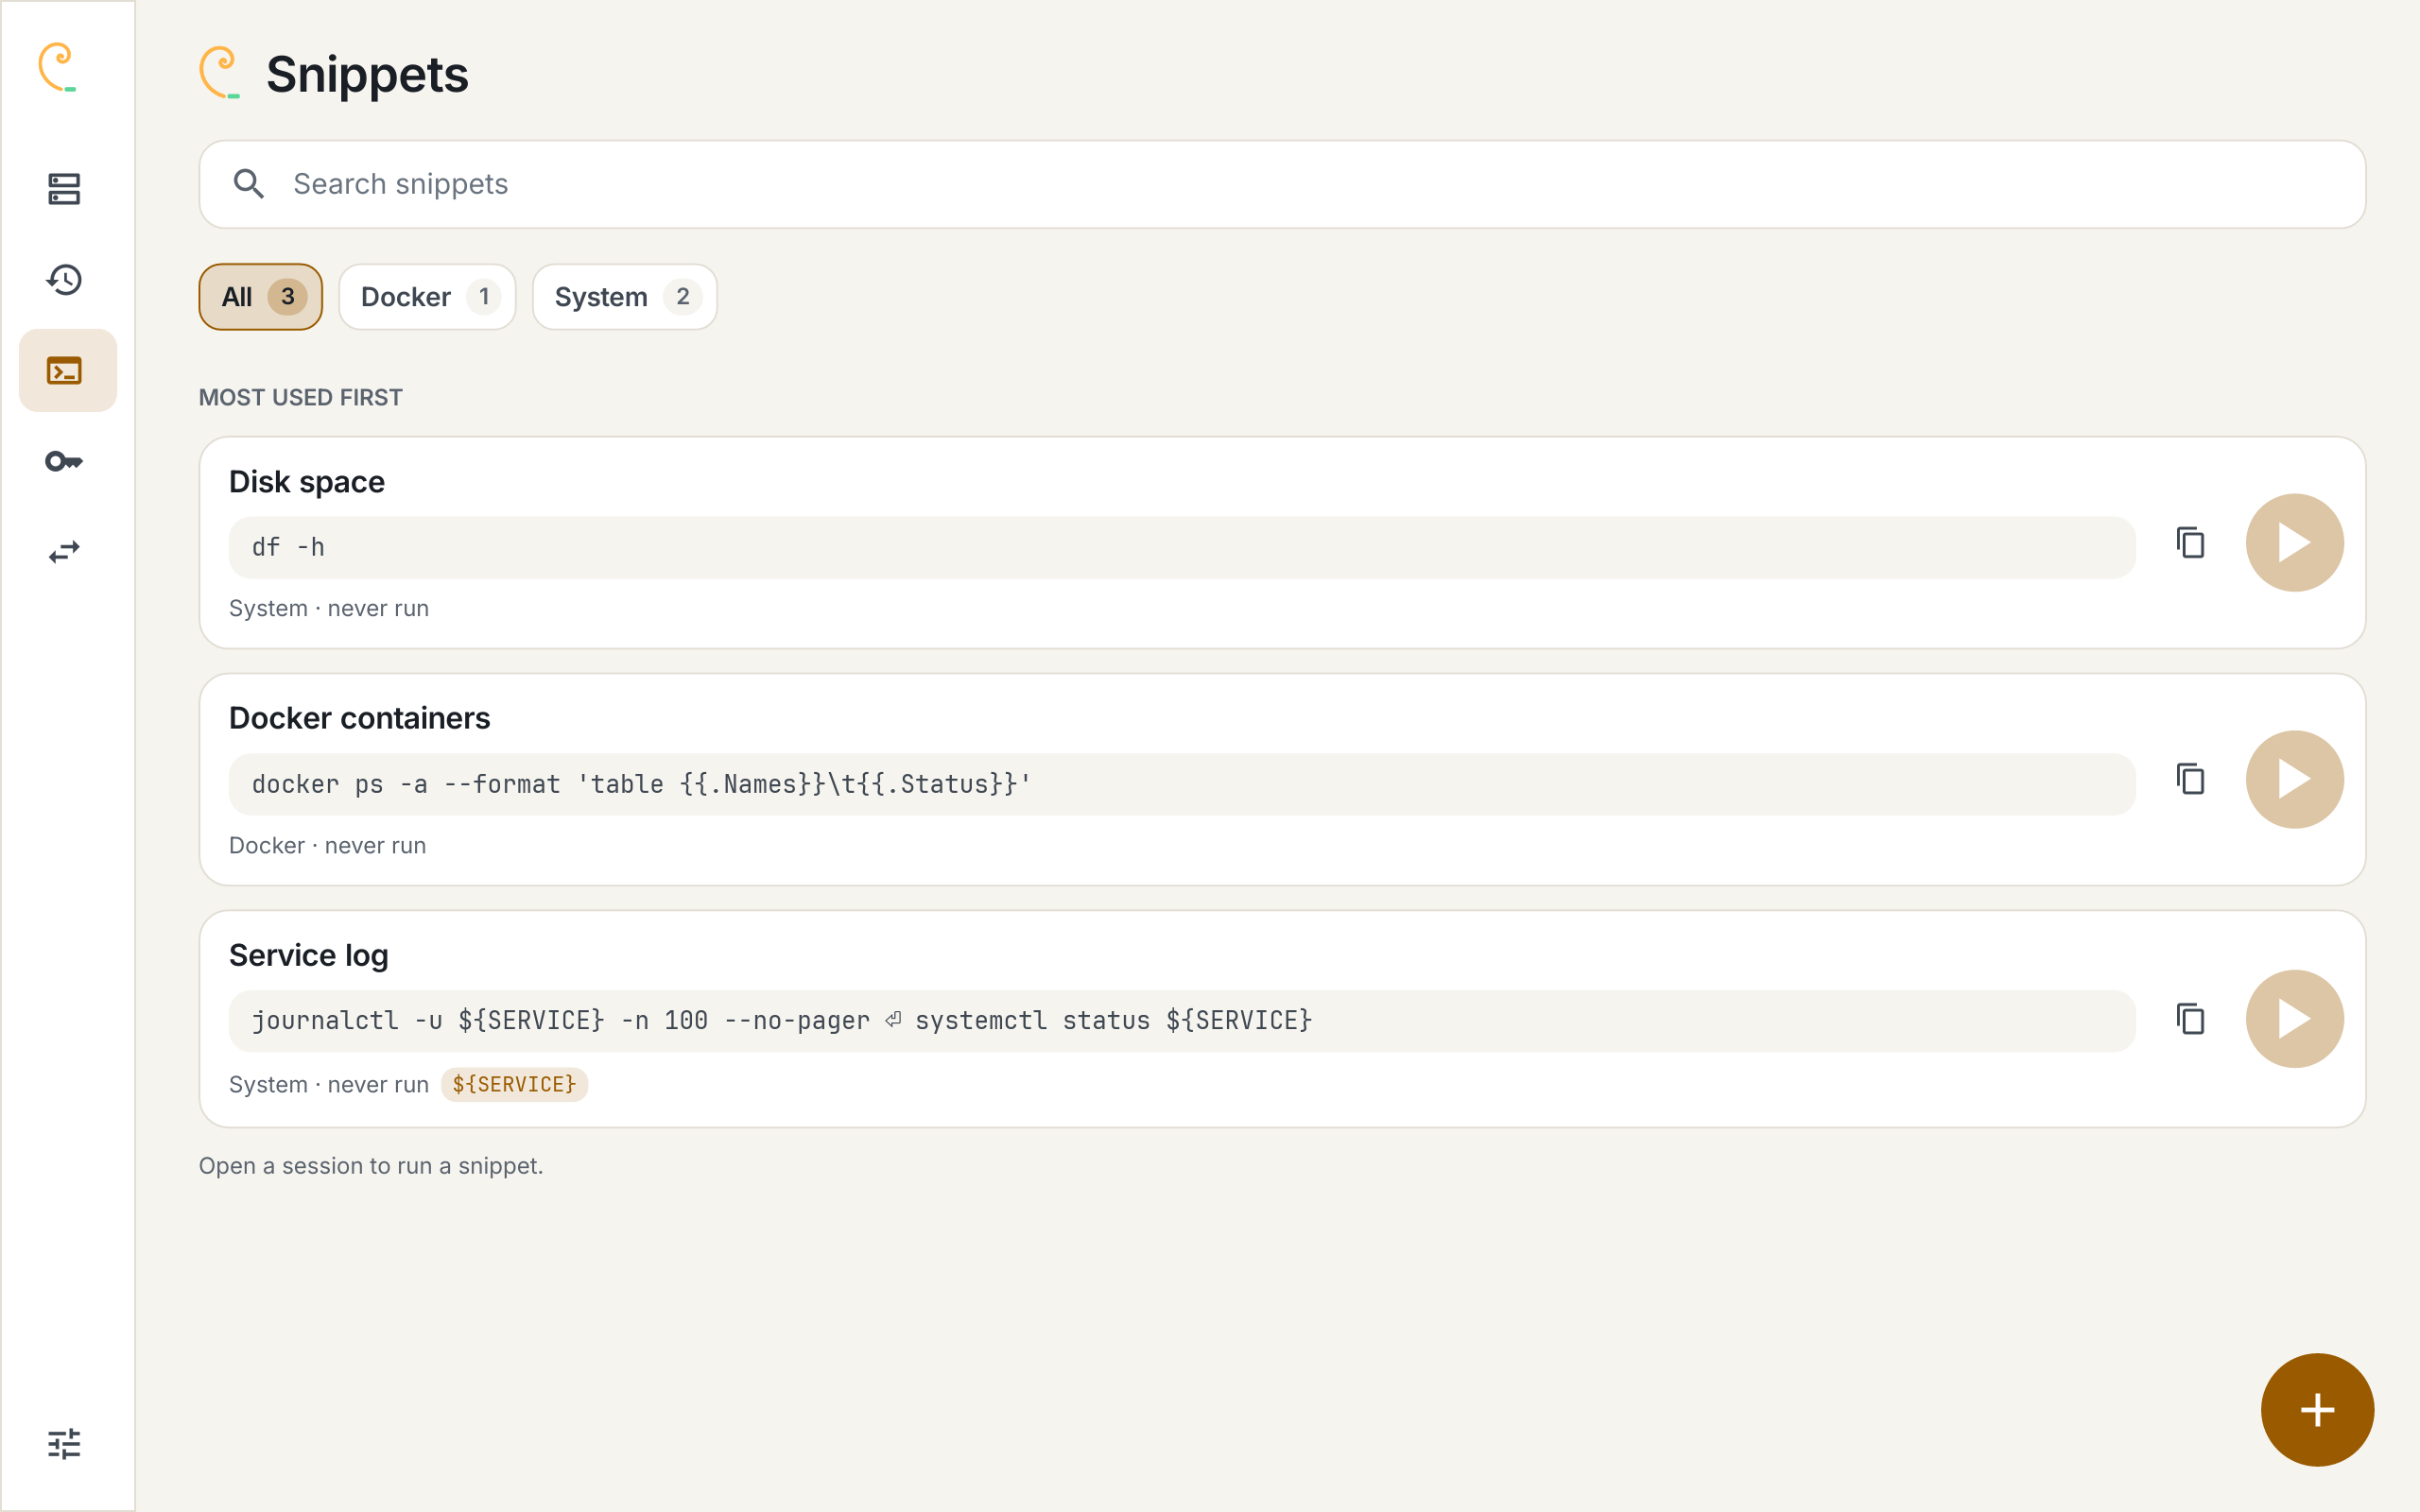 Snippets
Search snippets
All 3 Docker 1 System 2
MOST USED FIRST
Disk space
df -h
System · never run
Docker containers
docker ps -a --format 'table {{.Names}}\t{{.Status}}'
Docker · never run
Service log
journalctl -u ${SERVICE} -n 100 --no-pager ⏎ systemctl status ${SERVICE}
System · never run ${SERVICE}
Open a session to run a snippet.